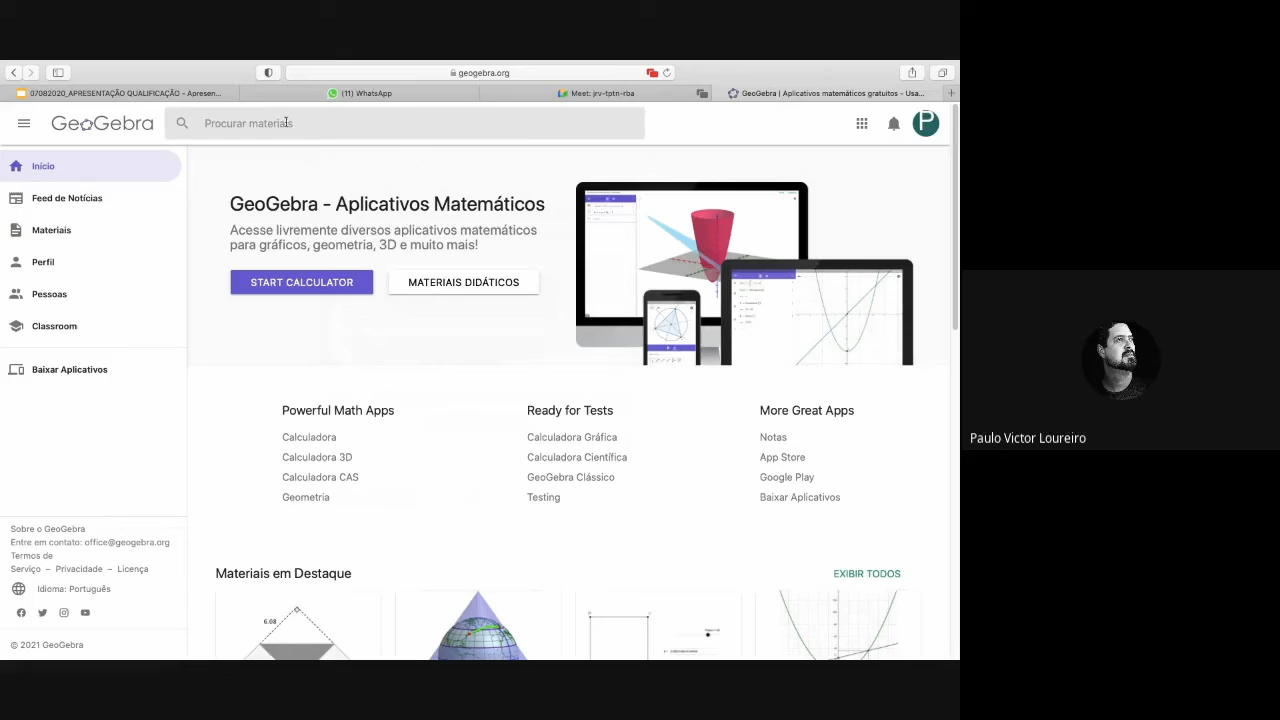 geogebra.org
07082020_APRESENTAÇÃO QUALIFICAÇÃO - Apresen...
(11) WhatsApp
Meet: jrv-tptn-rba
GeoGebra | Aplicativos matemáticos gratuitos - Usa...
GeoGebra
Procurar materiais
P
Início
Feed de Notícias
Materiais
Perfil
Pessoas
Classroom
Baixar Aplicativos
GeoGebra - Aplicativos Matemáticos
Acesse livremente diversos aplicativos matemáticos
para gráficos, geometria, 3D e muito mais!
START CALCULATOR
MATERIAIS DIDÁTICOS
Powerful Math Apps
Calculadora
Calculadora 3D
Calculadora CAS
Geometria
Ready for Tests
Calculadora Gráfica
Calculadora Científica
GeoGebra Clássico
Testing
More Great Apps
Notas
App Store
Google Play
Baixar Aplicativos
Sobre o GeoGebra
Entre em contato: office@geogebra.org
Termos de
Serviço – Privacidade – Licença
Idioma: Português
© 2021 GeoGebra
Materiais em Destaque
EXIBIR TODOS
6.08
Paulo Victor Loureiro